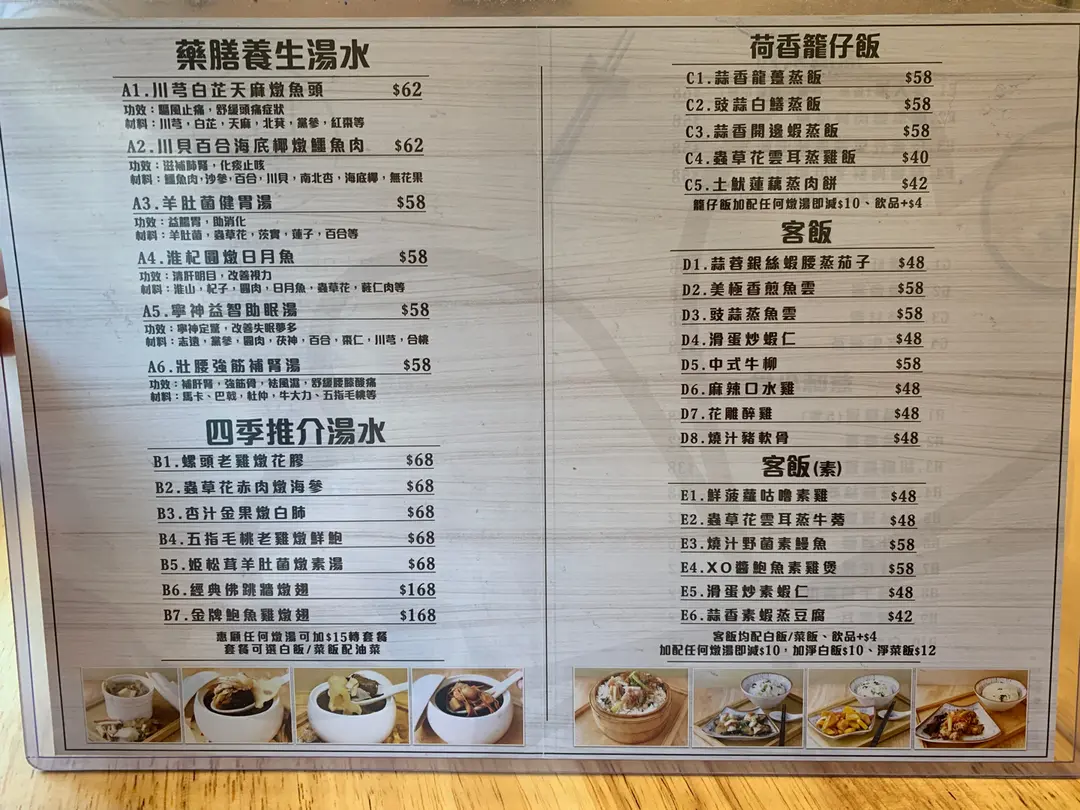 藥膳養生湯水
A1.川芎白芷天麻燉魚頭 $62
功效：驅風止痛，舒緩頭痛症狀
材料：川芎，白芷，天麻，北萁，黨參，紅棗等
A2.川貝百合海底椰燉鱷魚肉 $62
功效：滋補肺腎，化痰止咳
材料：鱷魚肉，沙參，百合，川貝，南北杏，海底椰，無花果
A3.羊肚菌健胃湯 $58
功效：益腸胃，助消化
材料：羊肚菌，蟲草花，茨實，蓮子，百合等
A4.淮杞圓燉日月魚 $58
功效：清肝明目，改善視力
材料：淮山，杞子，圓肉，日月魚，蟲草花，蕤仁肉等
A5.寧神益智助眠湯 $58
功效：寧神定驚，改善失眠夢多
材料：志遠，黨參，圓肉，茯神，百合，棗仁，川芎，合桃
A6.壯腰強筋補腎湯 $58
功效：補肝腎，強筋骨，袪風濕，舒緩腰膝酸痛
材料：馬卡、巴戟，杜仲，牛大力、五指毛桃等
四季推介湯水
B1.螺頭老雞燉花膠 $68
B2.蟲草花赤肉燉海參 $68
B3.杏汁金果燉白肺 $68
B4.五指毛桃老雞燉鮮鮑 $68
B5.姬松茸羊肚菌燉素湯 $68
B6.經典佛跳牆燉翅 $168
B7.金牌鮑魚雞燉翅 $168
惠顧任何燉湯可加$15轉套餐
套餐可選白飯/菜飯配油菜
荷香籠仔飯
C1.蒜香龍躉蒸飯 $58
C2.豉蒜白鱔蒸飯 $58
C3.蒜香開邊蝦蒸飯 $58
C4.蟲草花雲耳蒸雞飯 $40
C5.土魷蓮藕蒸肉餅 $42
籠仔飯加配任何燉湯即減$10、飲品+$4
客飯
D1.蒜蓉銀絲蝦腰蒸茄子 $48
D2.美極香煎魚雲 $58
D3.豉蒜蒸魚雲 $58
D4.滑蛋炒蝦仁 $48
D5.中式牛柳 $58
D6.麻辣口水雞 $48
D7.花雕醉雞 $48
D8.燒汁豬軟骨 $48
客飯(素)
E1.鮮菠蘿咕嚕素雞 $48
E2.蟲草花雲耳蒸牛蒡 $48
E3.燒汁野菌素鰻魚 $58
E4.XO醬鮑魚素雞煲 $58
E5.滑蛋炒素蝦仁 $48
E6.蒜香素蝦蒸豆腐 $42
客飯均配白飯/菜飯、飲品+$4
加配任何燉湯即減$10，加淨白飯$10、淨菜飯$12